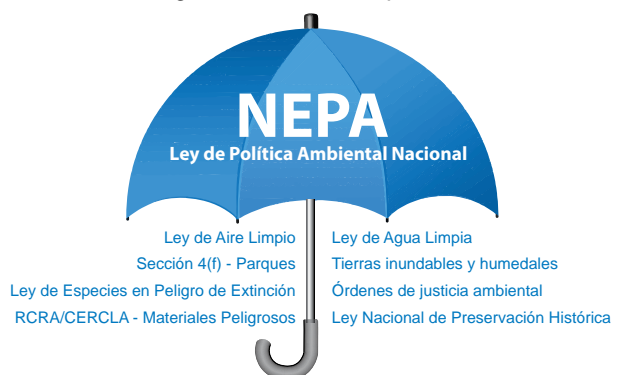 NEPA
Ley de Política Ambiental Nacional
Ley de Aire Limpio
Sección 4(f) - Parques
Ley de Especies en Peligro de Extinción
RCRA/CERCLA - Materiales Peligrosos
Ley de Agua Limpia
Tierras inundables y humedales
Órdenes de justicia ambiental
Ley Nacional de Preservación Histórica